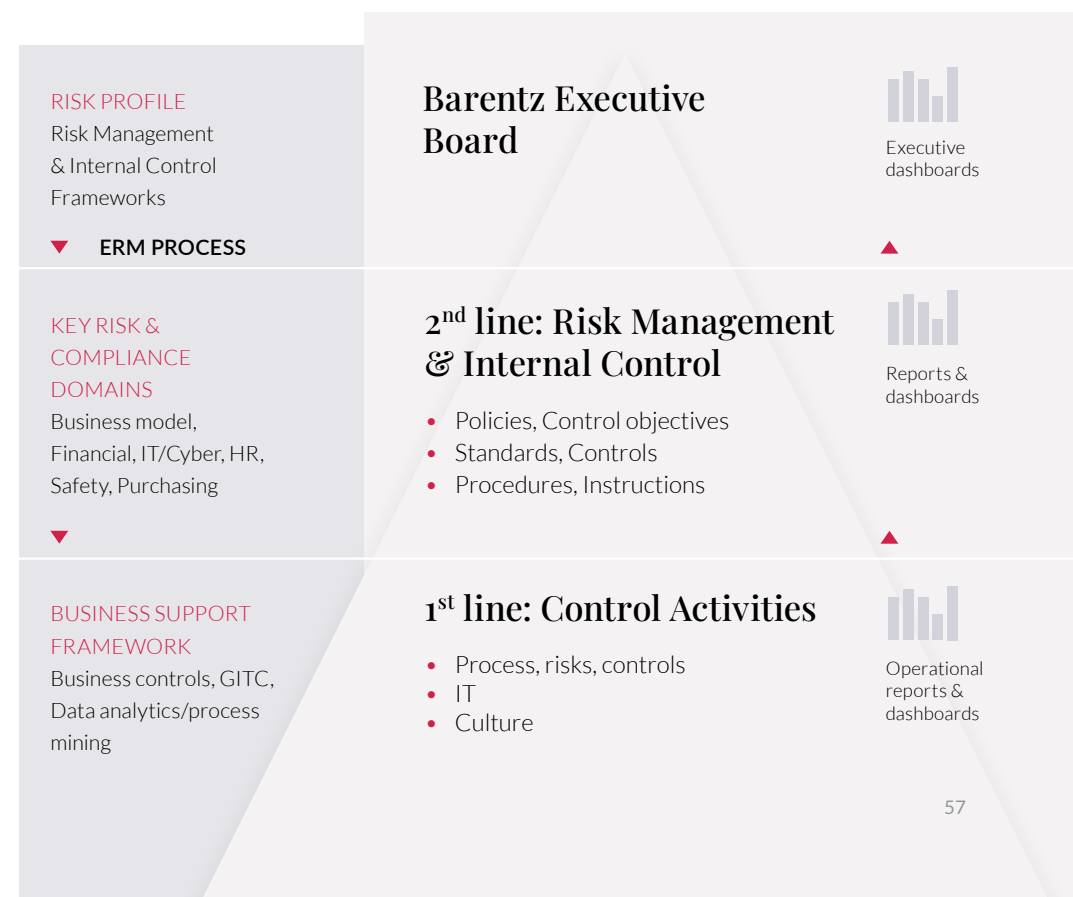 RISK PROFILE
Risk Management
& Internal Control
Frameworks
ERM PROCESS
Barentz Executive
Board
Executive
dashboards
KEY RISK &
COMPLIANCE
DOMAINS
Business model,
Financial, IT/Cyber, HR,
Safety, Purchasing
2nd line: Risk Management
& Internal Control
• Policies, Control objectives
• Standards, Controls
• Procedures, Instructions
Reports &
dashboards
BUSINESS SUPPORT
FRAMEWORK
Business controls, GITC,
Data analytics/process
mining
1st line: Control Activities
• Process, risks, controls
• IT
• Culture
Operational
reports &
dashboards
57